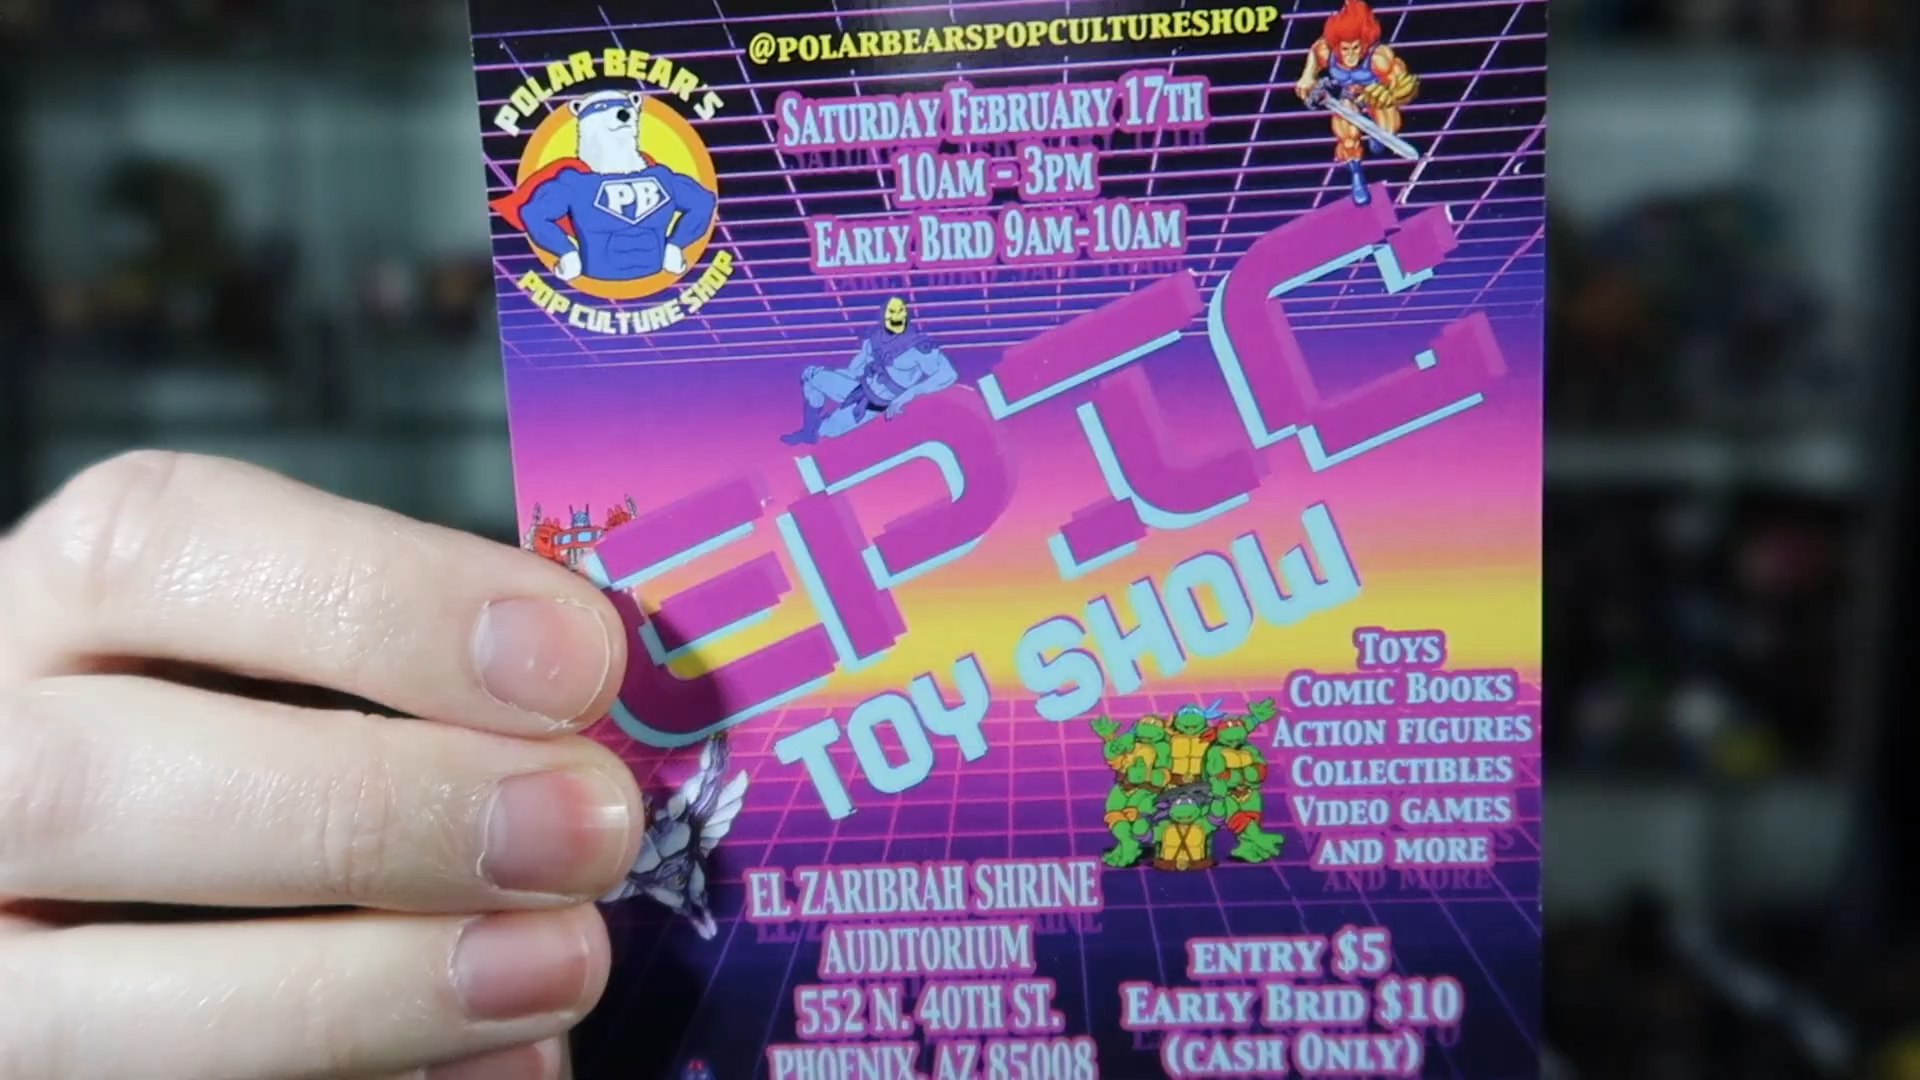 @POLARBEARSPOPCULTURESHOP
POLAR BEAR'S
PB
POP CULTURE SHOP
SATURDAY FEBRUARY 17TH
10AM - 3PM
EARLY BIRD 9AM-10AM
EPIC
TOY SHOW
TOYS
COMIC BOOKS
ACTION FIGURES
COLLECTIBLES
VIDEO GAMES
AND MORE
EL ZARIBRAH SHRINE
AUDITORIUM
552 N. 40TH ST.
PHOENIX, AZ 85008
ENTRY $5
EARLY BRID $10
(CASH ONLY)